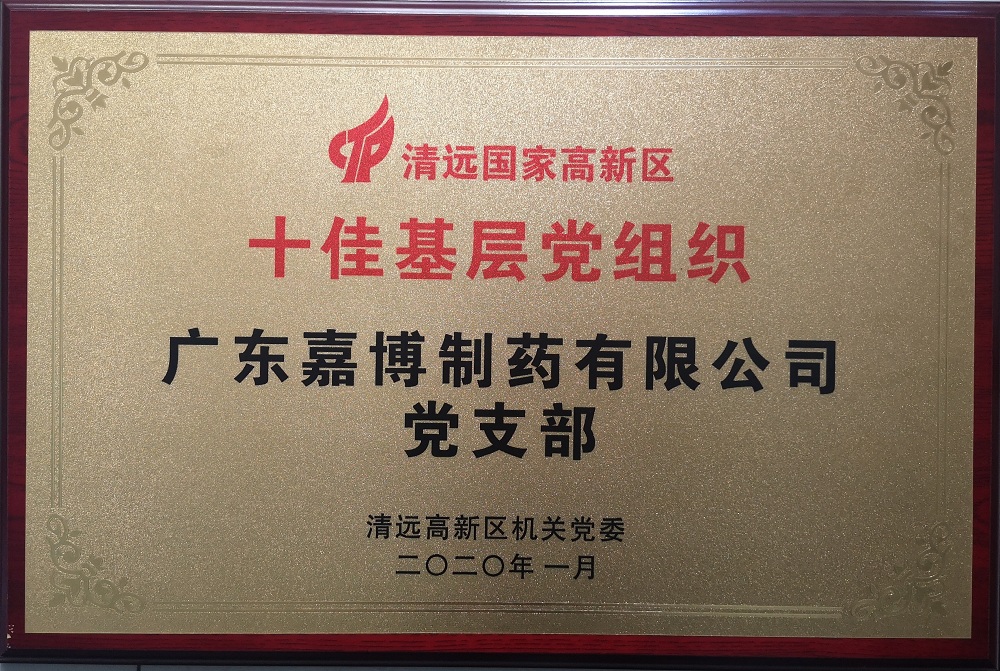 清远国家高新区
十佳基层党组织
广东嘉博制药有限公司
党支部
清远高新区机关党委
二〇二〇年一月